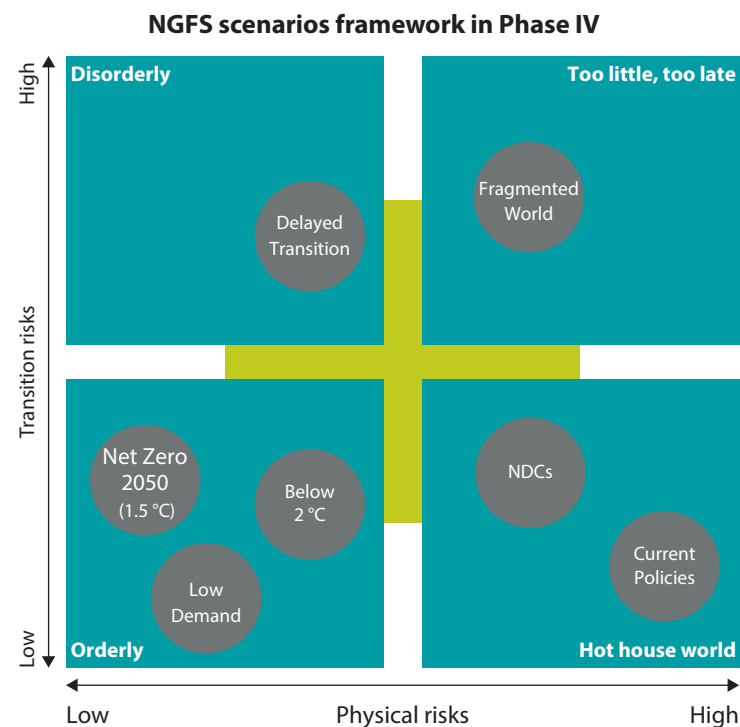 NGFS scenarios framework in Phase IV
High
Disorderly
Too little, too late
Fragmented
World
Delayed
Transition
Transition risks
Net Zero
2050
(1.5 °C)
Below
2 °C
NDCs
Low
Demand
Current
Policies
Low
Orderly
Hot house world
Low
Physical risks
High